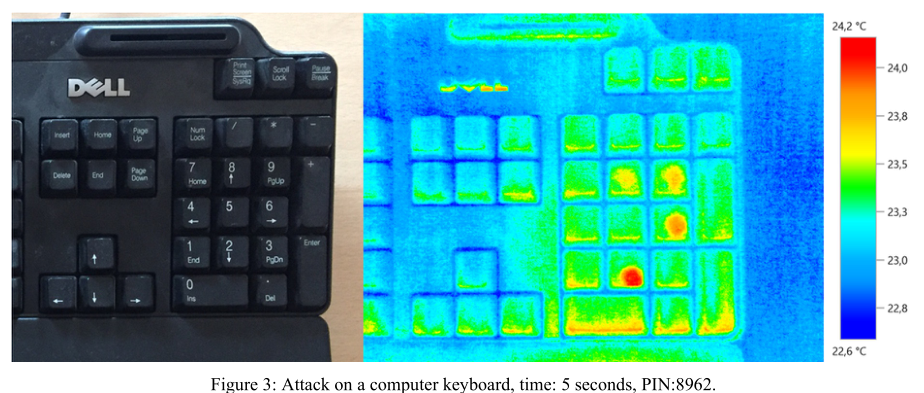 24,2 °C
Print
Screen
SysRq
Scroll
Lock
Pause
Break
DELL
Insert
Home
Page
Up
Num
Lock
/
*
-
Delete
End
Page
Down
7
Home
8
↑
9
PgUp
+
4
←
5
6
→
1
End
2
↓
3
PgDn
Enter
↑
←
↓
→
0
Ins
.
Del
24,0
23,8
23,5
23,3
23,0
22,8
22,6 °C
Figure 3: Attack on a computer keyboard, time: 5 seconds, PIN:8962.